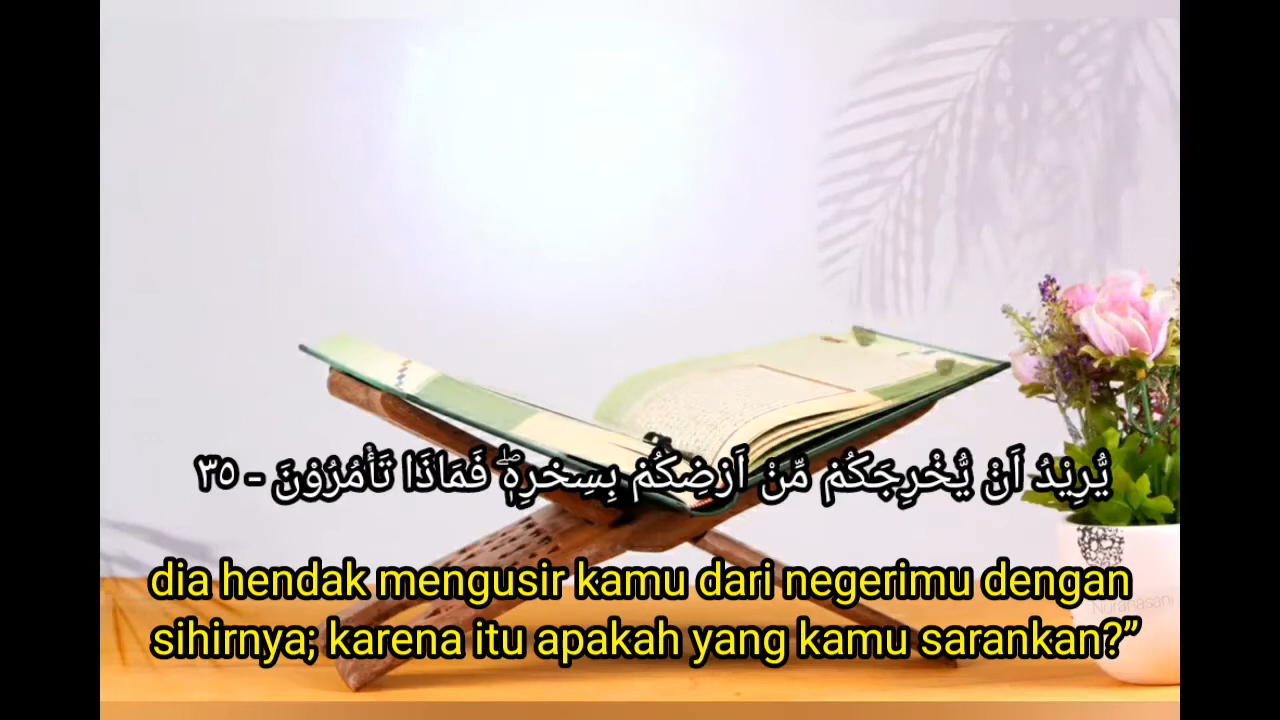 يُّرِيْدُ اَنْ يُّخْرِجَكُمْ مِّنْ اَرْضِكُمْ بِسِحْرِهٖۖ فَمَاذَا تَأْمُرُوْنَ - ٣٥
dia hendak mengusir kamu dari negerimu dengan
sihirnya; karena itu apakah yang kamu sarankan?”